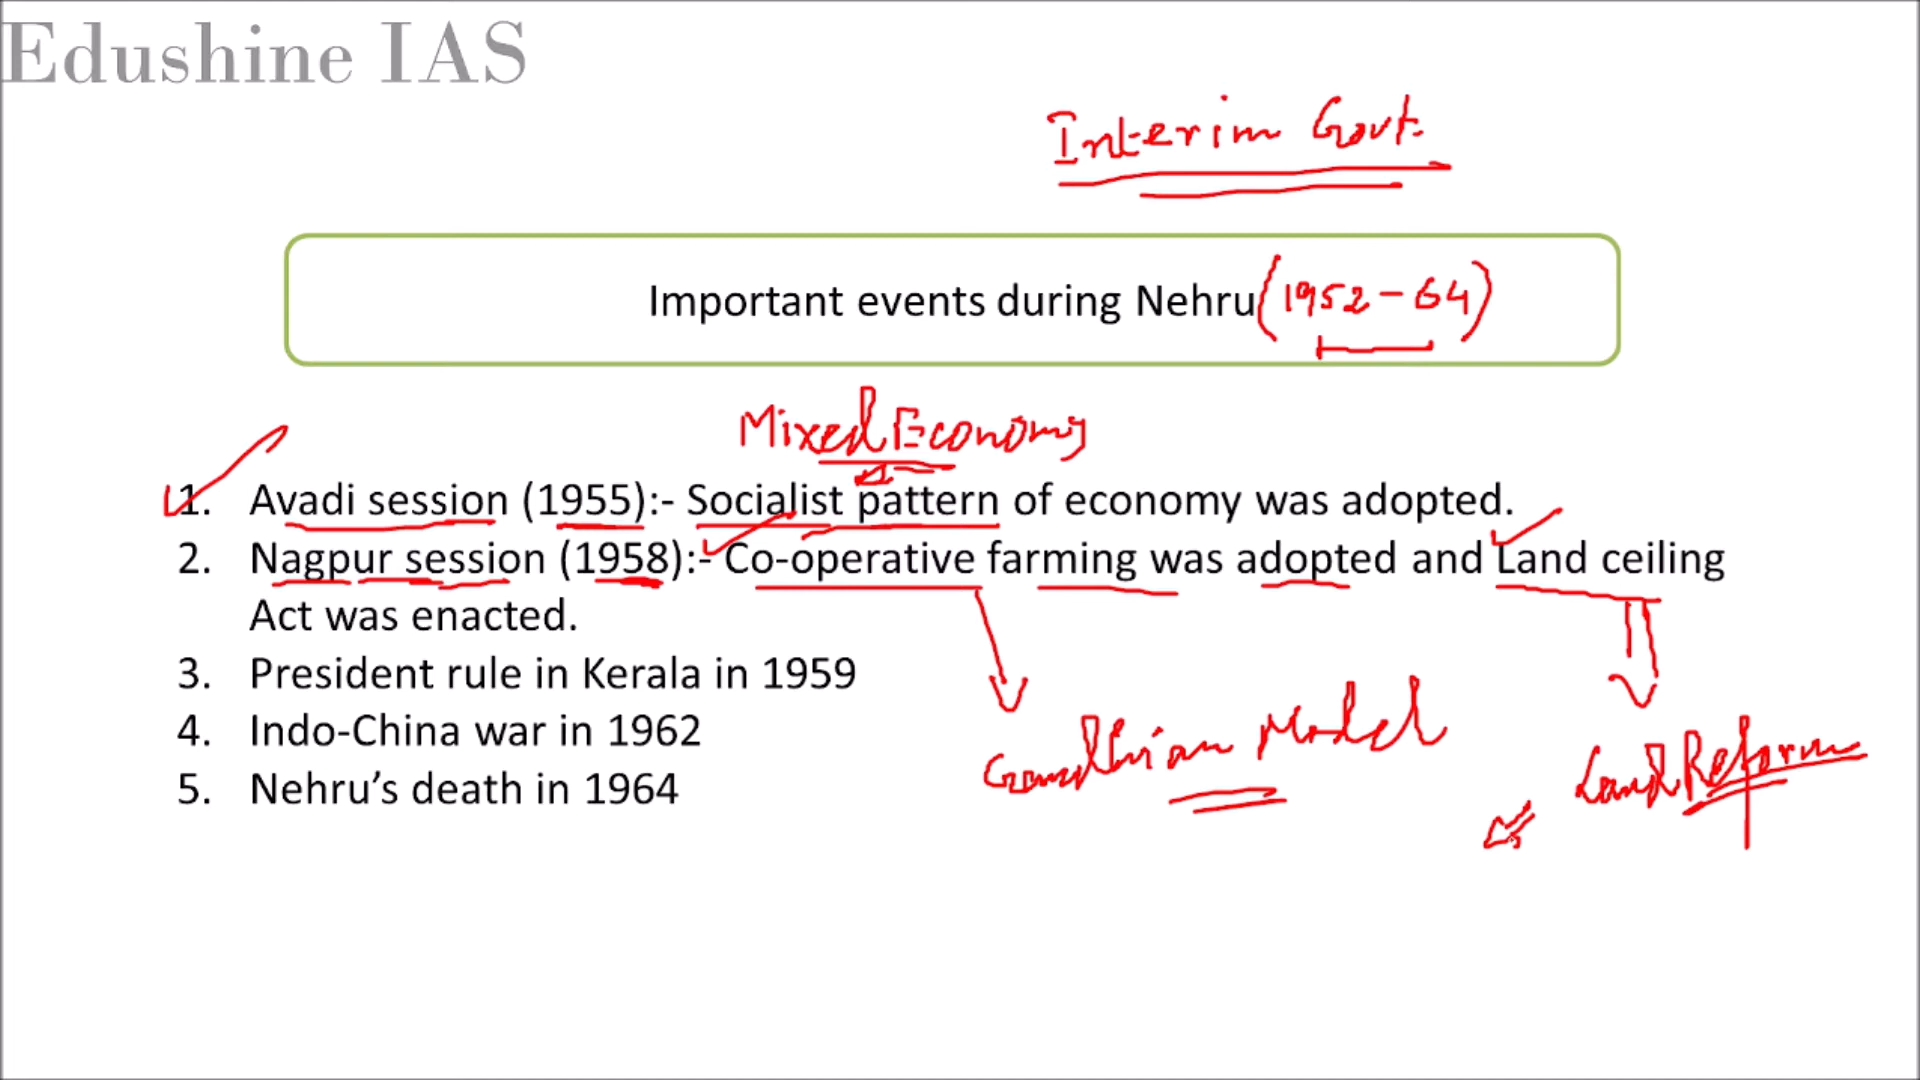 Edushine IAS
Interim Govt.
Important events during Nehru (1952-64)
Mixed Economy
1. Avadi session (1955):- Socialist pattern of economy was adopted.
2. Nagpur session (1958):- Co-operative farming was adopted and Land ceiling
Act was enacted.
3. President rule in Kerala in 1959
4. Indo-China war in 1962
Gandhian Model
Land Reforms
5. Nehru’s death in 1964